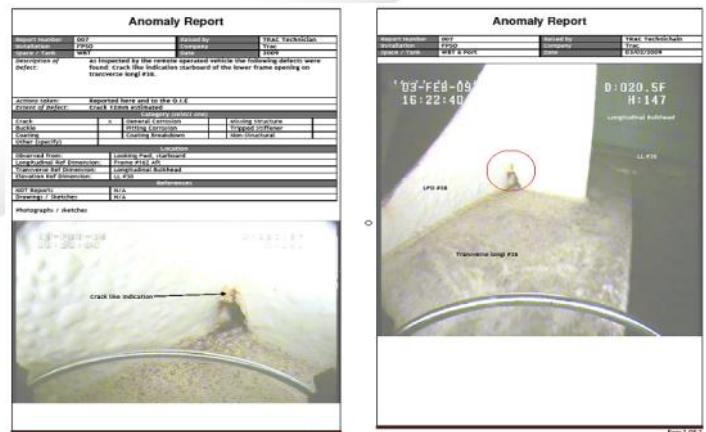 Anomaly Report
Report Number 007 Raised by TRAC Technician
Installation FPSO Company Trac
Space / Tank WBT Date 2009
Description of Defect: As inspected by the remote operated vehicle the following defects were
found: Crack like indication starboard of the lower frame opening on
transverse longl #38.
Actions taken: Reported here and to the O.I.E
Extent of Defect: Crack estimated
Category (select one)
Crack x General Corrosion Missing Structure
Buckle Pitting Corrosion Tripped Stiffener
Coating Coating Breakdown Non-Structural
Other (specify)
Location
Observed from: Looking Fwd, starboard
Longitudinal Ref Dimension: Frame #162 Aft
Transverse Ref Dimension: Longitudinal Bulkhead
Elevation Ref Dimension: LL #38
References
NDT Reports N/A
Drawings / Sketches N/A
Photographs / sketches
Crack like indication
Anomaly Report
Report Number 007 Raised by TRAC Technichain
Installation FPSO Company Trac
Space / Tank WBT 6 Port Date 03/02/2009
03-FEB-09 D:020.5F
16:22:40 H:147
Longitudinal Bulkhead
LL #38
Transverse longl #38